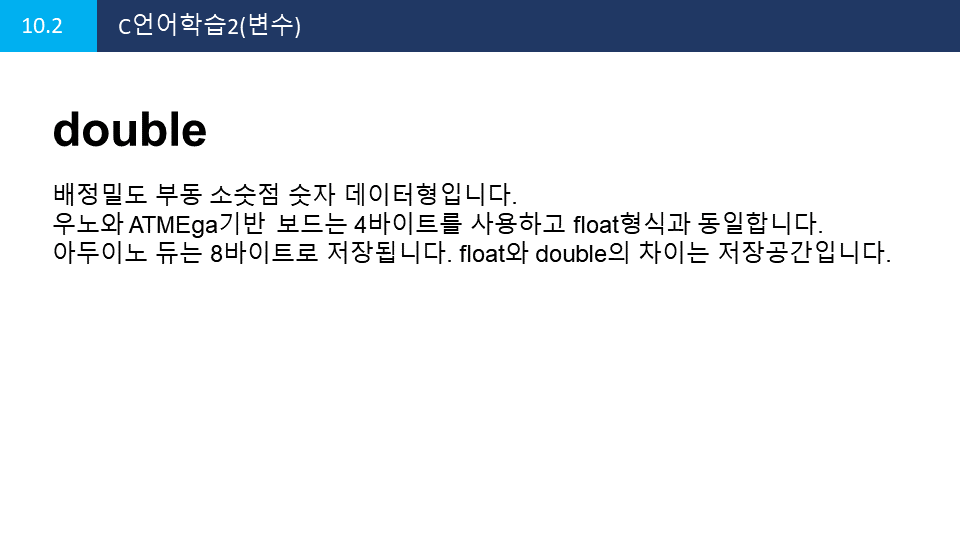 10.2
C언어학습2(변수)
double
배정밀도 부동 소숫점 숫자 데이터형입니다.
우노와 ATMEga기반 보드는 4바이트를 사용하고 float형식과 동일합니다.
아두이노 듀는 8바이트로 저장됩니다. float와 double의 차이는 저장공간입니다.